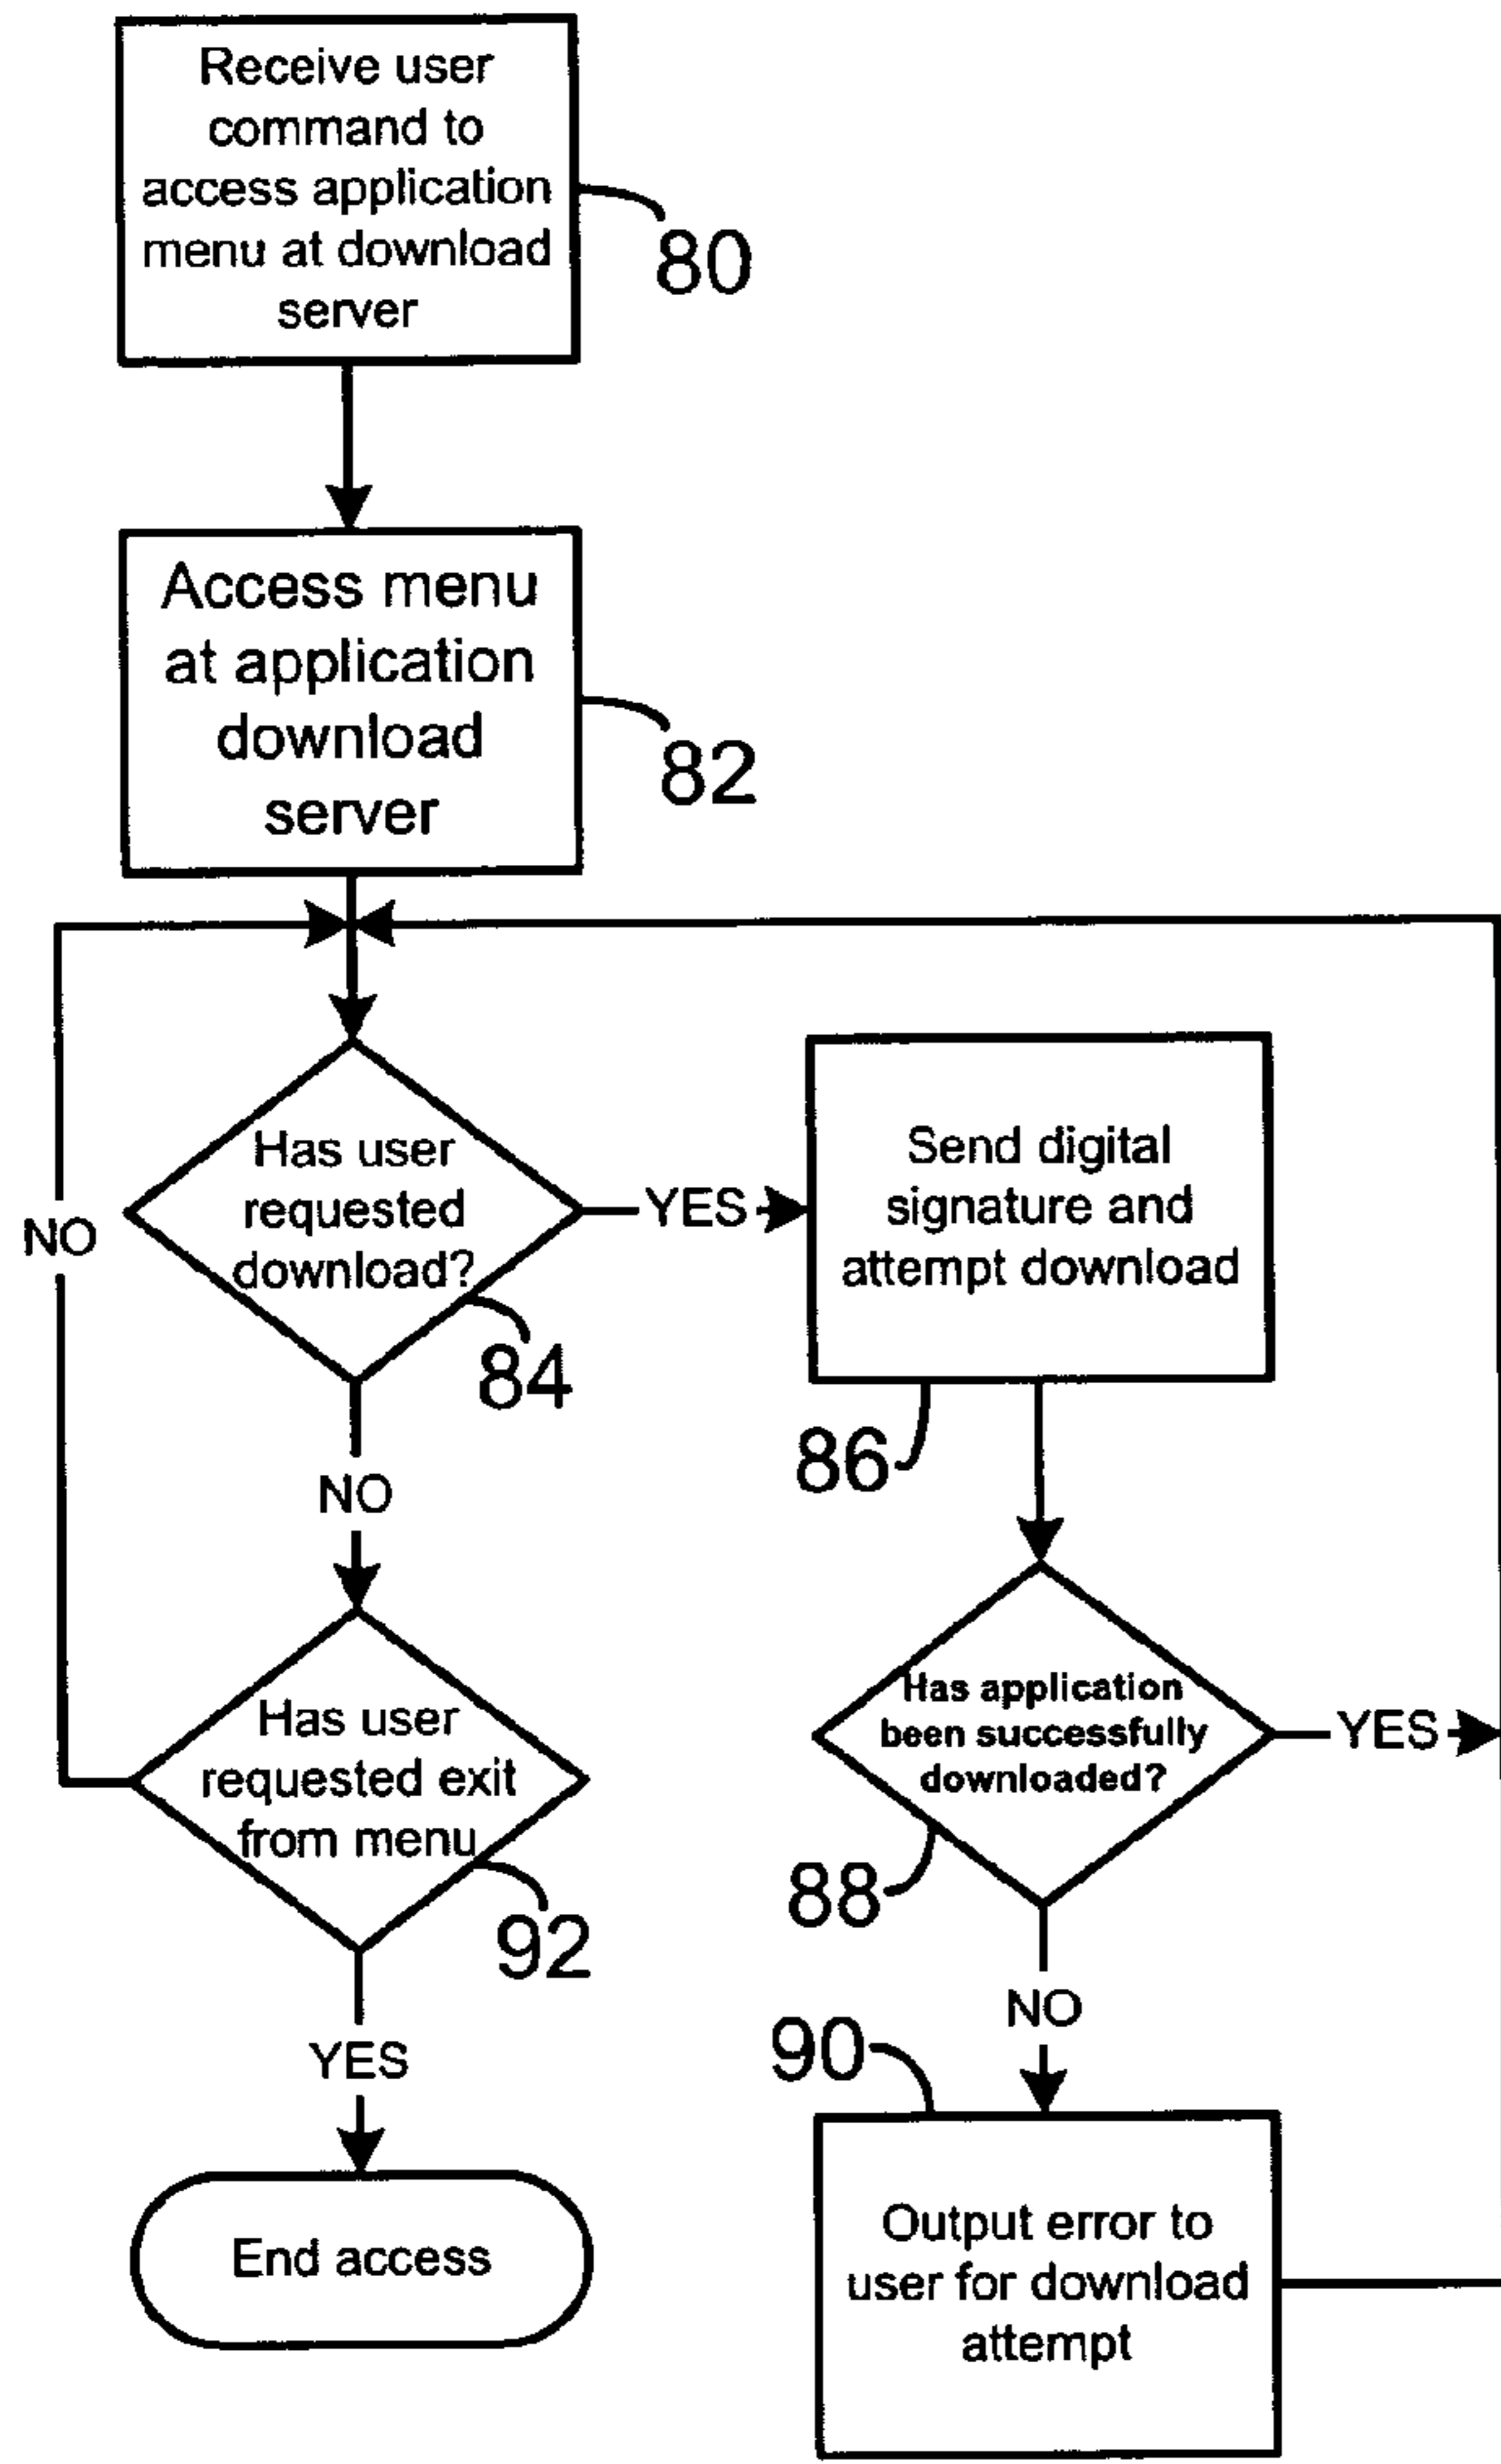 Receive user
command to
access application
menu at download
server
80
Access menu
at application
download
server
82
Has user
requested
download?
84
YES
Send digital
signature and
attempt download
86
NO
NO
Has application
been successfully
downloaded?
88
YES
Has user
requested exit
from menu
92
NO
90
YES
Output error to
user for download
attempt
End access